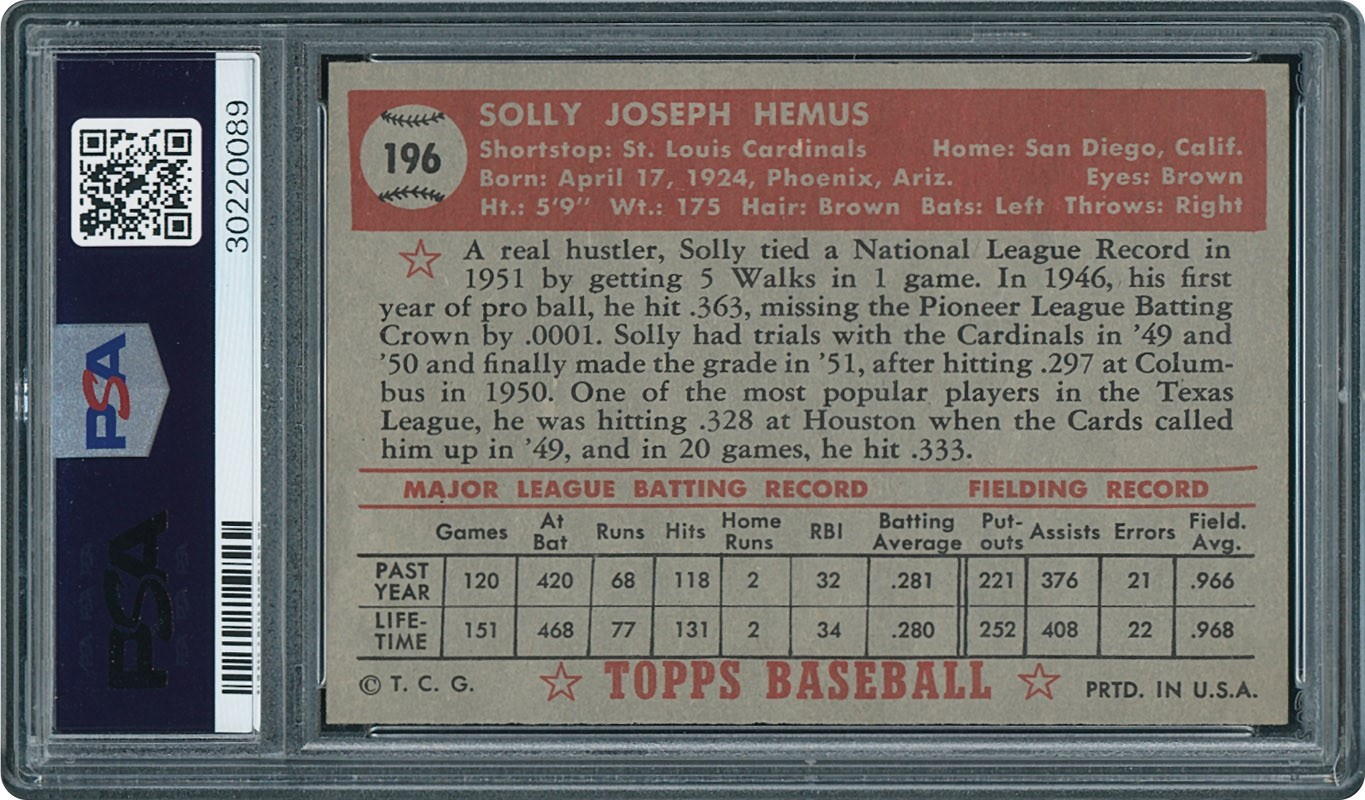 30220089
PSA
PSA
SOLLY JOSEPH HEMUS
196
Shortstop: St. Louis Cardinals Home: San Diego, Calif.
Born: April 17, 1924, Phoenix, Ariz. Eyes: Brown
Ht.: 5'9" Wt.: 175 Hair: Brown Bats: Left Throws: Right
A real hustler, Solly tied a National League Record in
1951 by getting 5 Walks in 1 game. In 1946, his first
year of pro ball, he hit .363, missing the Pioneer League Batting
Crown by .0001. Solly had trials with the Cardinals in '49 and
'50 and finally made the grade in '51, after hitting .297 at Colum-
bus in 1950. One of the most popular players in the Texas
League, he was hitting .328 at Houston when the Cards called
him up in '49, and in 20 games, he hit .333.
MAJOR LEAGUE BATTING RECORD FIELDING RECORD
Games At Bat Runs Hits Home Runs RBI Batting Average Put-outs Assists Errors Field. Avg.
PAST YEAR 120 420 68 118 2 32 .281 221 376 21 .966
LIFE-TIME 151 468 77 131 2 34 .280 252 408 22 .968
© T. C. G. TOPPS BASEBALL PRTD. IN U.S.A.